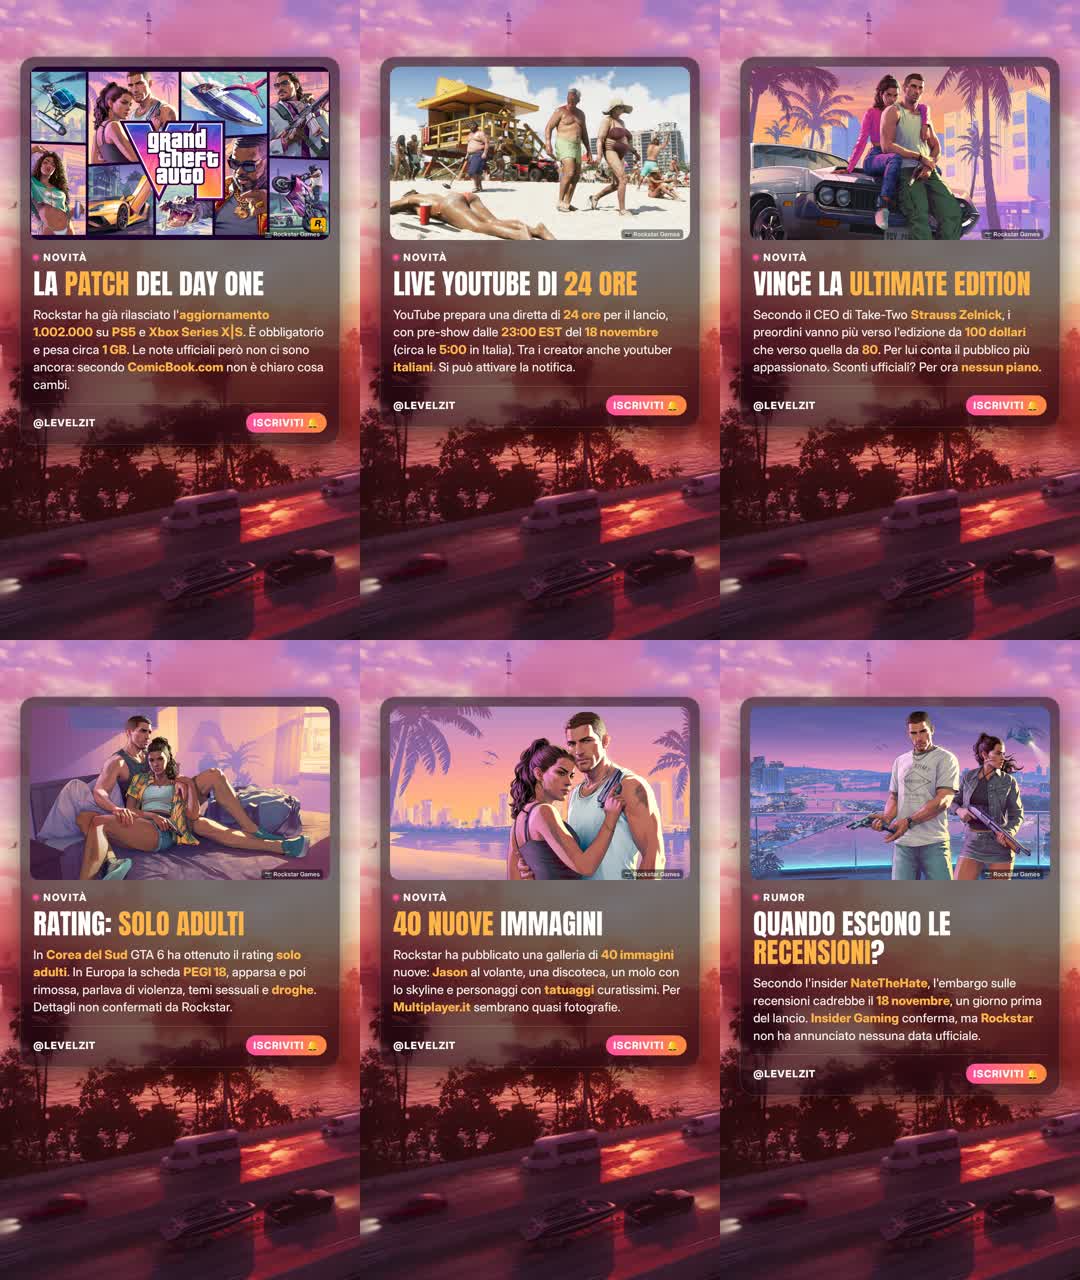 grand
theft
auto
R
Rockstar Games
NOVITÀ
LA PATCH DEL DAY ONE
Rockstar ha già rilasciato l'aggiornamento
1.002.000 su PS5 e Xbox Series X|S. È obbligatorio
e pesa circa 1 GB. Le note ufficiali però non ci sono
ancora: secondo ComicBook.com non è chiaro cosa
cambi.
@LEVELZIT
ISCRIVITI 🔔
Rockstar Games
NOVITÀ
LIVE YOUTUBE DI 24 ORE
YouTube prepara una diretta di 24 ore per il lancio,
con pre-show dalle 23:00 EST del 18 novembre
(circa le 5:00 in Italia). Tra i creator anche youtuber
italiani. Si può attivare la notifica.
@LEVELZIT
ISCRIVITI 🔔
Rockstar Games
NOVITÀ
VINCE LA ULTIMATE EDITION
Secondo il CEO di Take-Two Strauss Zelnick, i
preordini vanno più verso l'edizione da 100 dollari
che verso quella da 80. Per lui conta il pubblico più
appassionato. Sconti ufficiali? Per ora nessun piano.
@LEVELZIT
ISCRIVITI 🔔
Rockstar Games
NOVITÀ
RATING: SOLO ADULTI
In Corea del Sud GTA 6 ha ottenuto il rating solo
adulti. In Europa la scheda PEGI 18, apparsa e poi
rimossa, parlava di violenza, temi sessuali e droghe.
Dettagli non confermati da Rockstar.
@LEVELZIT
ISCRIVITI 🔔
Rockstar Games
NOVITÀ
40 NUOVE IMMAGINI
Rockstar ha pubblicato una galleria di 40 immagini
nuove: Jason al volante, una discoteca, un molo con
lo skyline e personaggi con tatuaggi curatissimi. Per
Multiplayer.it sembrano quasi fotografie.
@LEVELZIT
ISCRIVITI 🔔
Rockstar Games
RUMOR
QUANDO ESCONO LE
RECENSIONI?
Secondo l'insider NateTheHate, l'embargo sulle
recensioni cadrebbe il 18 novembre, un giorno prima
del lancio. Insider Gaming conferma, ma Rockstar
non ha annunciato nessuna data ufficiale.
@LEVELZIT
ISCRIVITI 🔔